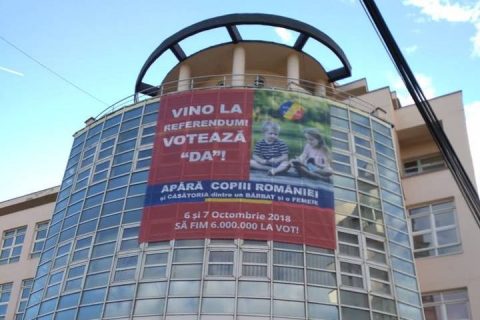 VINO LA
REFERENDUM!
VOTEAZĂ
"DA"!
APĂRĂ COPIII ROMÂNIEI
și CĂSĂTORIA dintre un BĂRBAT și o FEMEIE
6 și 7 Octombrie 2018
SĂ FIM 6.000.000 LA VOT!